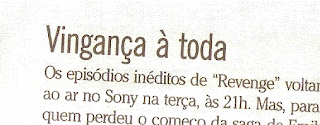 Vingança à toda
Os episódios inéditos de “Revenge” voltam
ao ar no Sony na terça, às 21h. Mas, para
quem perdeu o começo da saga de